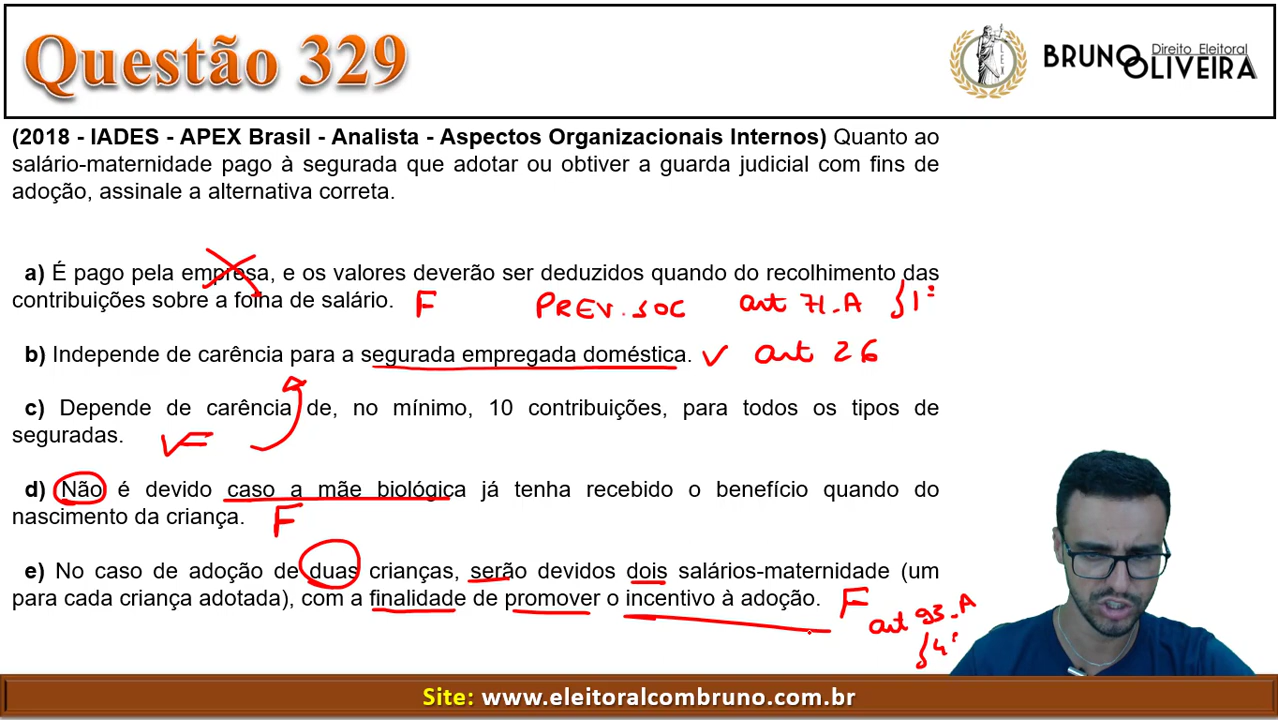 Questão 329
BRUNO OLIVEIRA
Direito Eleitoral
(2018 - IADES - APEX Brasil - Analista - Aspectos Organizacionais Internos) Quanto ao
salário-maternidade pago à segurada que adotar ou obtiver a guarda judicial com fins de
adoção, assinale a alternativa correta.
a) É pago pela empresa, e os valores deverão ser deduzidos quando do recolhimento das
contribuições sobre a folha de salário. F PREV. SOC art 71-A §1º
b) Independe de carência para a segurada empregada doméstica. ✓ art 26
c) Depende de carência de, no mínimo, 10 contribuições, para todos os tipos de
seguradas.
d) Não é devido caso a mãe biológica já tenha recebido o benefício quando do
nascimento da criança. F
e) No caso de adoção de duas crianças, serão devidos dois salários-maternidade (um
para cada criança adotada), com a finalidade de promover o incentivo à adoção. F
art 93-A
§4º
Site: www.eleitoralcombruno.com.br